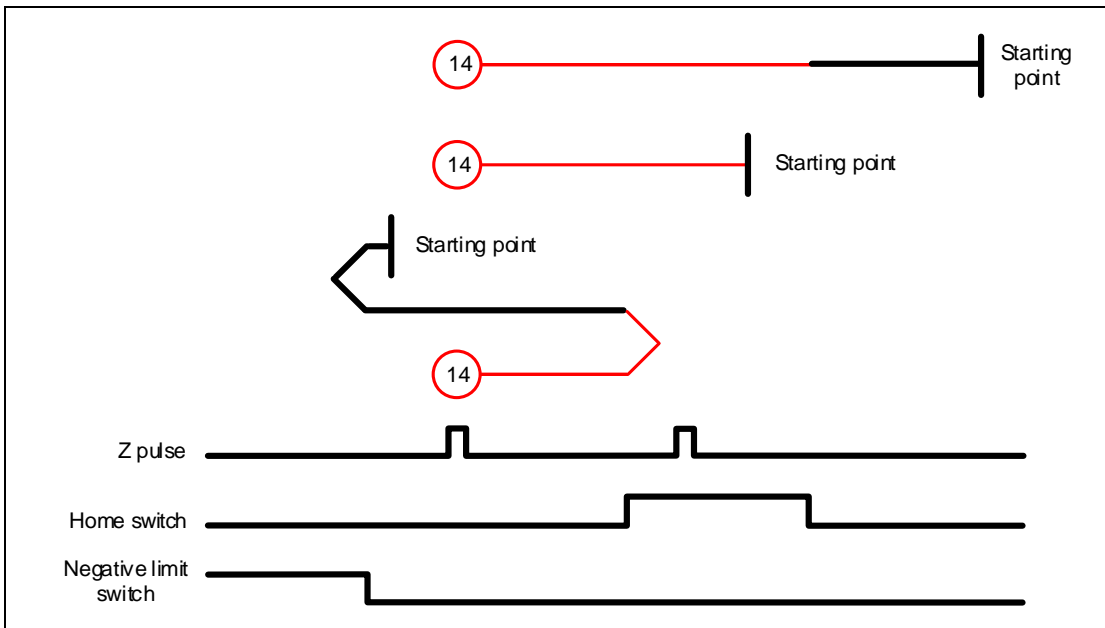 14
Starting
point
14
Starting point
Starting point
14
Z pulse
Home switch
Negative limit
switch